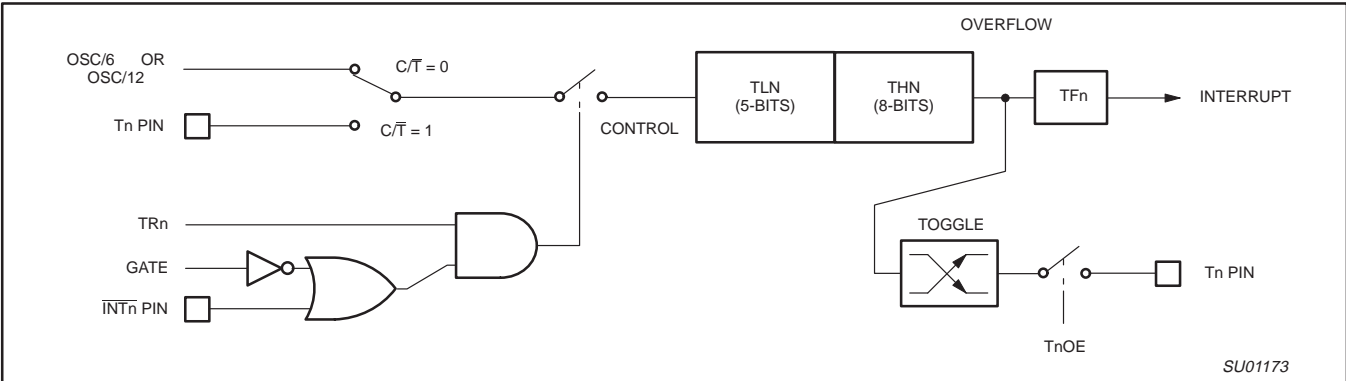 OVERFLOW
OSC/6 OR
OSC/12
C/T̅ = 0
TLN
(5-BITS)
THN
(8-BITS)
TFn
INTERRUPT
Tn PIN
C/T̅ = 1
CONTROL
TRn
TOGGLE
GATE
Tn PIN
I̅N̅T̅n̅ PIN
TnOE
SU01173